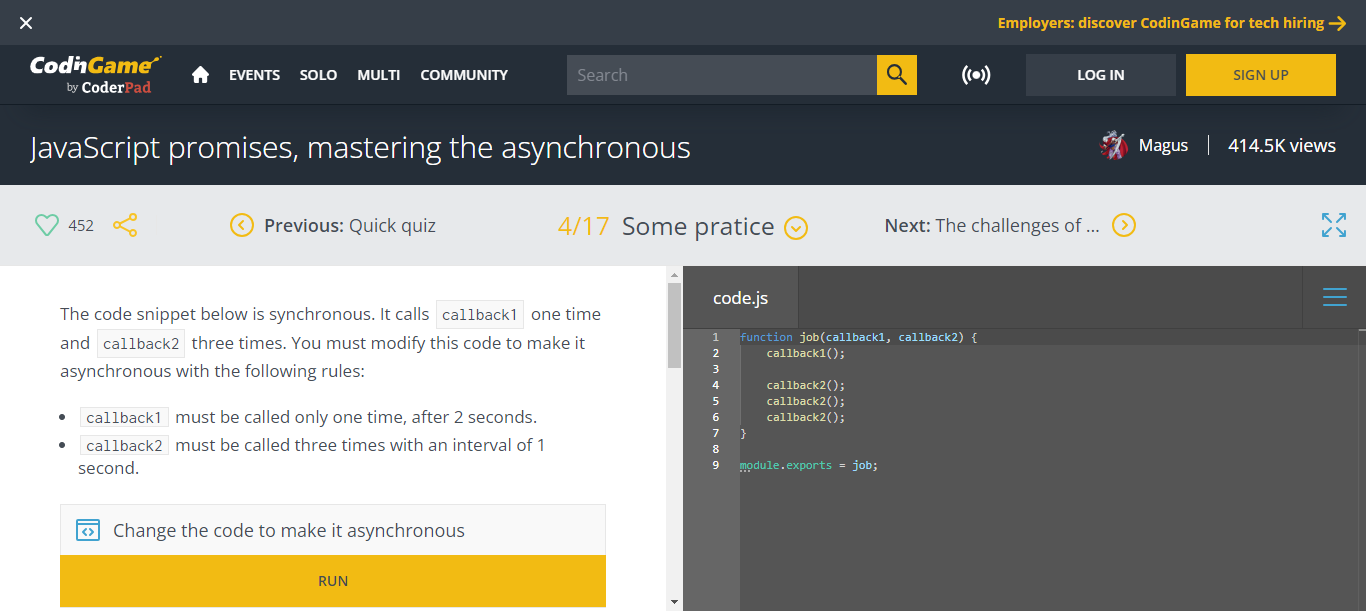 Employers: discover CodinGame for tech hiring
CodinGame
by CoderPad
EVENTS SOLO MULTI COMMUNITY
Search
LOG IN
SIGN UP
JavaScript promises, mastering the asynchronous
Magus
414.5K views
452
Previous: Quick quiz
4/17 Some pratice
Next: The challenges of ...
The code snippet below is synchronous. It calls callback1 one time
and callback2 three times. You must modify this code to make it
asynchronous with the following rules:
callback1 must be called only one time, after 2 seconds.
callback2 must be called three times with an interval of 1
second.
Change the code to make it asynchronous
RUN
code.js
1 function job(callback1, callback2) {
2 callback1();
3
4 callback2();
5 callback2();
6 callback2();
7 }
8
9 module.exports = job;